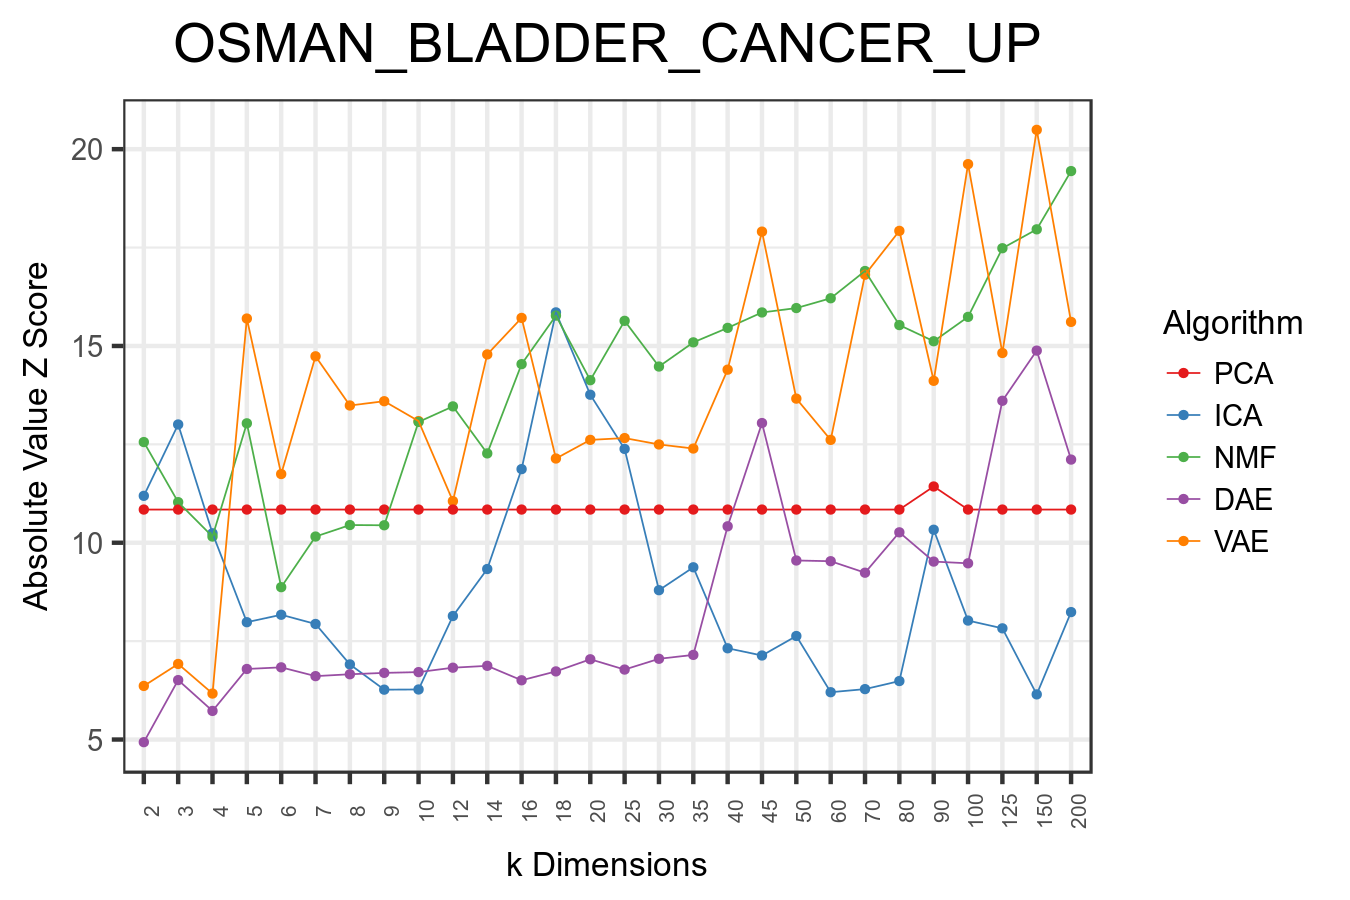 OSMAN_BLADDER_CANCER_UP
Absolute Value Z Score
20
15
10
5
2 3 4 5 6 7 8 9 10 12 14 16 18 20 25 30 35 40 45 50 60 70 80 90 100 125 150 200
k Dimensions
Algorithm
PCA
ICA
NMF
DAE
VAE